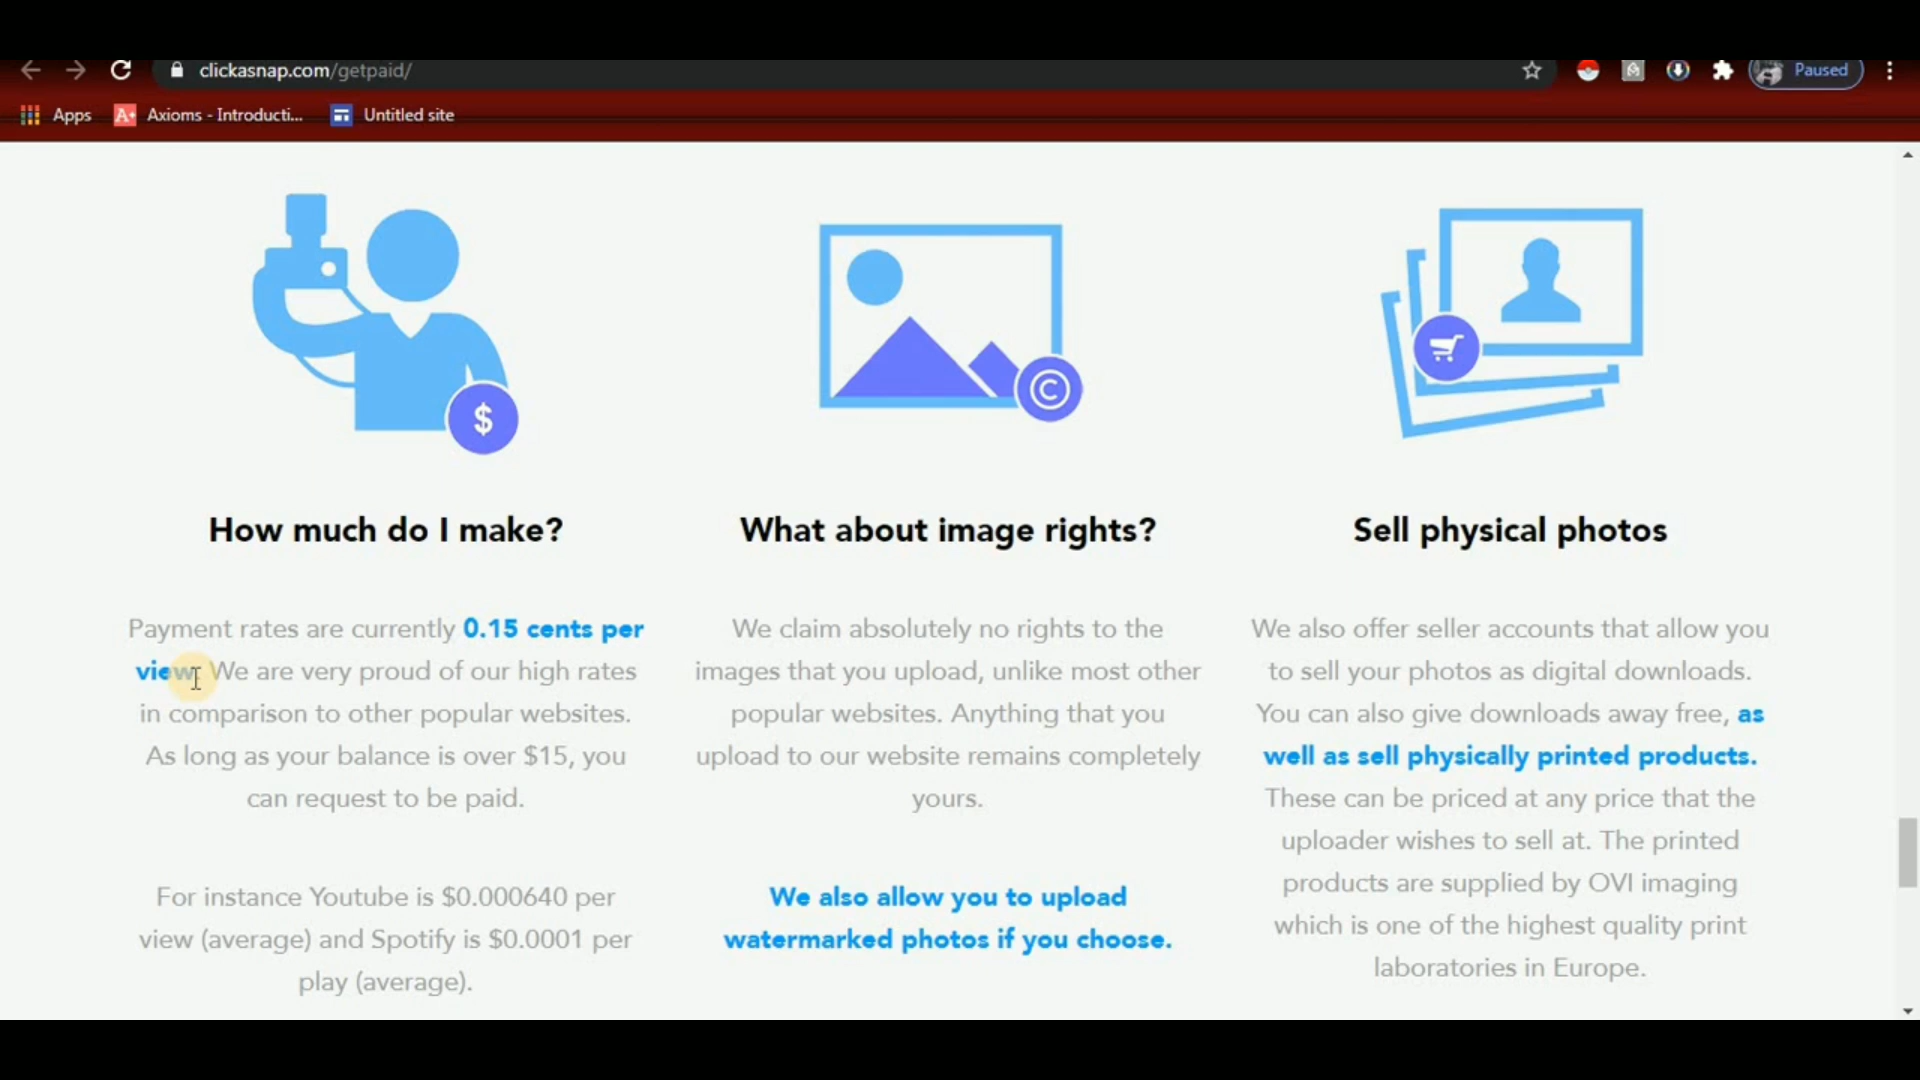 clickasnap.com/getpaid/
Paused
Apps
Axioms - Introducti...
Untitled site
$
©
How much do I make?
Payment rates are currently 0.15 cents per
view. We are very proud of our high rates
in comparison to other popular websites.
As long as your balance is over $15, you
can request to be paid.
For instance Youtube is $0.000640 per
view (average) and Spotify is $0.0001 per
play (average).
What about image rights?
We claim absolutely no rights to the
images that you upload, unlike most other
popular websites. Anything that you
upload to our website remains completely
yours.
We also allow you to upload
watermarked photos if you choose.
Sell physical photos
We also offer seller accounts that allow you
to sell your photos as digital downloads.
You can also give downloads away free, as
well as sell physically printed products.
These can be priced at any price that the
uploader wishes to sell at. The printed
products are supplied by OVI imaging
which is one of the highest quality print
laboratories in Europe.